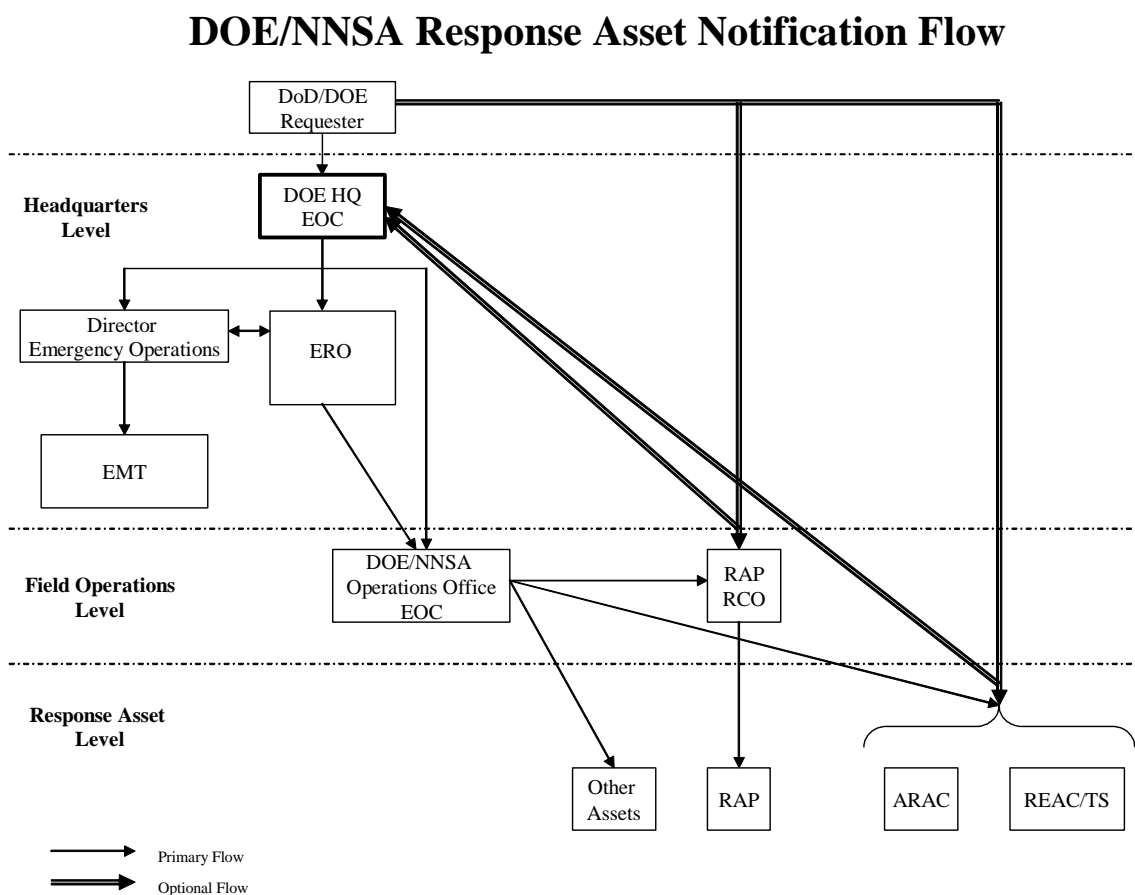 DOE/NNSA Response Asset Notification Flow
DoD/DOE
Requester
Headquarters
Level
DOE HQ
EOC
Director
Emergency Operations
ERO
EMT
Field Operations
Level
DOE/NNSA
Operations Office
EOC
RAP
RCO
Response Asset
Level
Other
Assets
RAP
ARAC
REAC/TS
Primary Flow
Optional Flow